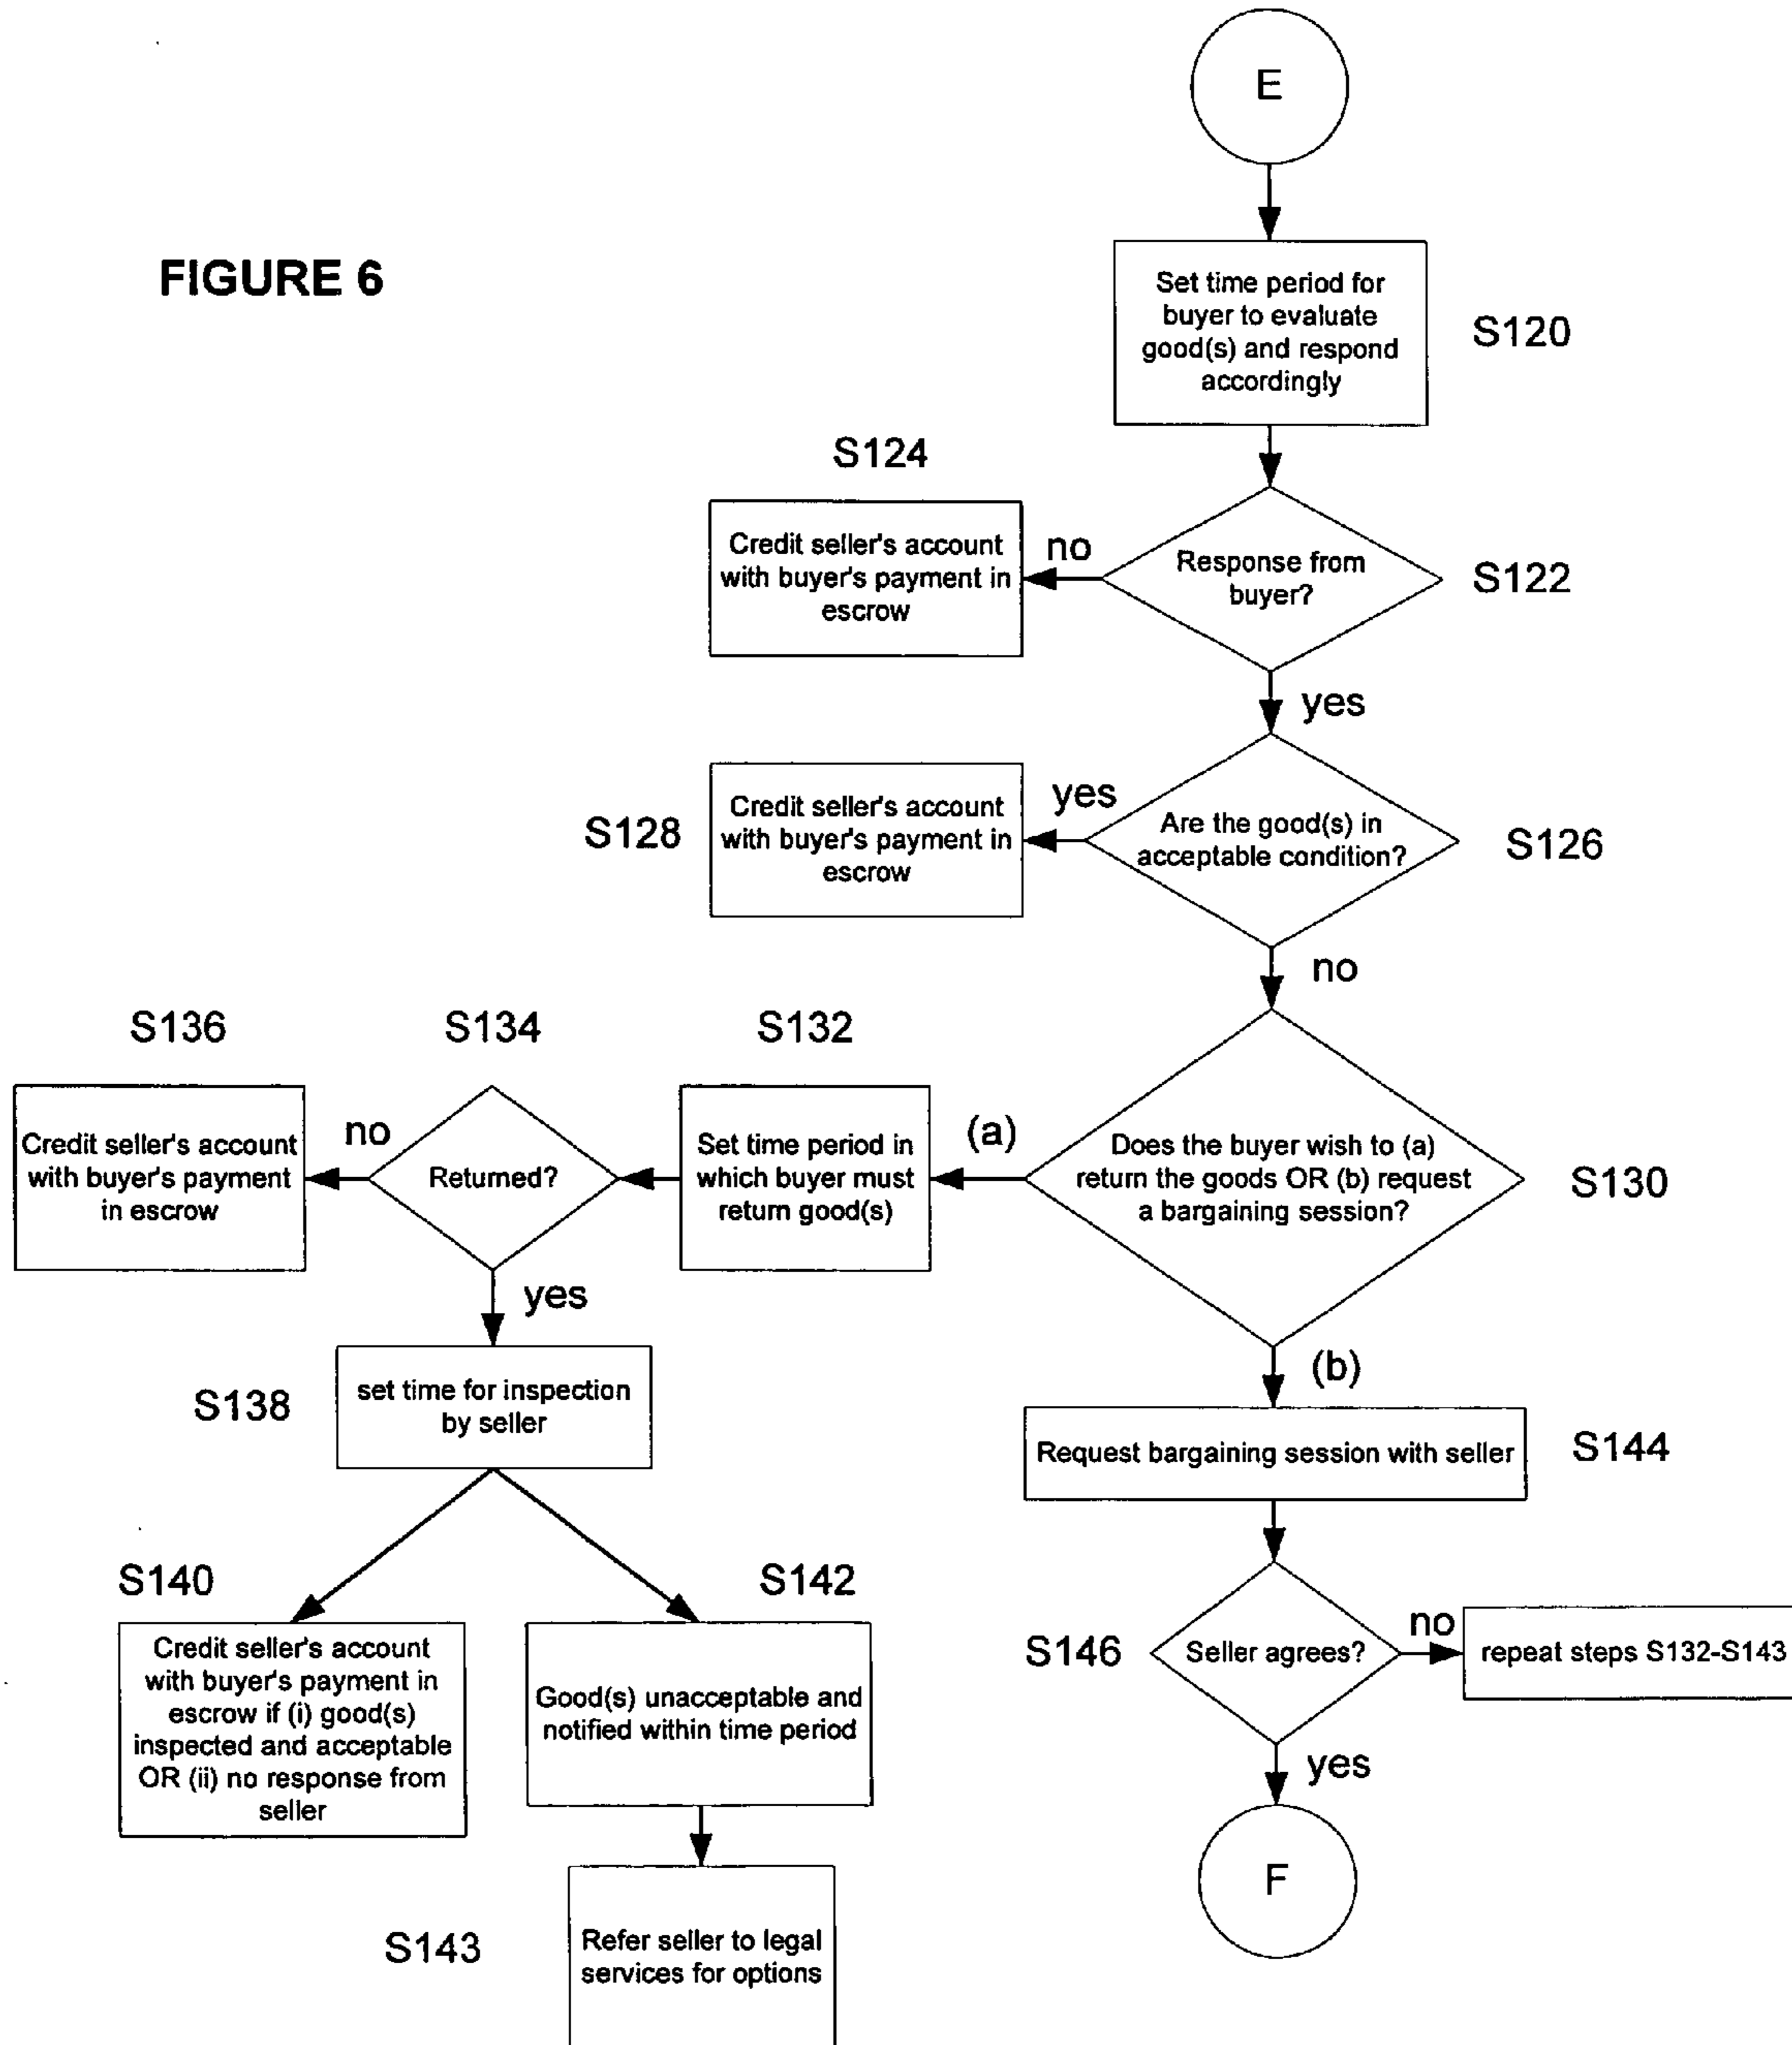 E
FIGURE 6
Set time period for
buyer to evaluate
good(s) and respond
accordingly
S120
S124
Credit seller's account
with buyer's payment in
escrow
no
Response from
buyer?
S122
yes
S128
Credit seller's account
with buyer's payment in
escrow
yes
Are the good(s) in
acceptable condition?
S126
no
S136
S134
S132
Credit seller's account
with buyer's payment
in escrow
no
Returned?
Set time period in
which buyer must
return good(s)
(a)
Does the buyer wish to (a)
return the goods OR (b) request
a bargaining session?
S130
yes
(b)
S138
set time for inspection
by seller
Request bargaining session with seller
S144
S140
S142
Credit seller's account
with buyer's payment in
escrow if (i) good(s)
inspected and acceptable
OR (ii) no response from
seller
Good(s) unacceptable and
notified within time period
S146
Seller agrees?
no
repeat steps S132-S143
yes
F
S143
Refer seller to legal
services for options